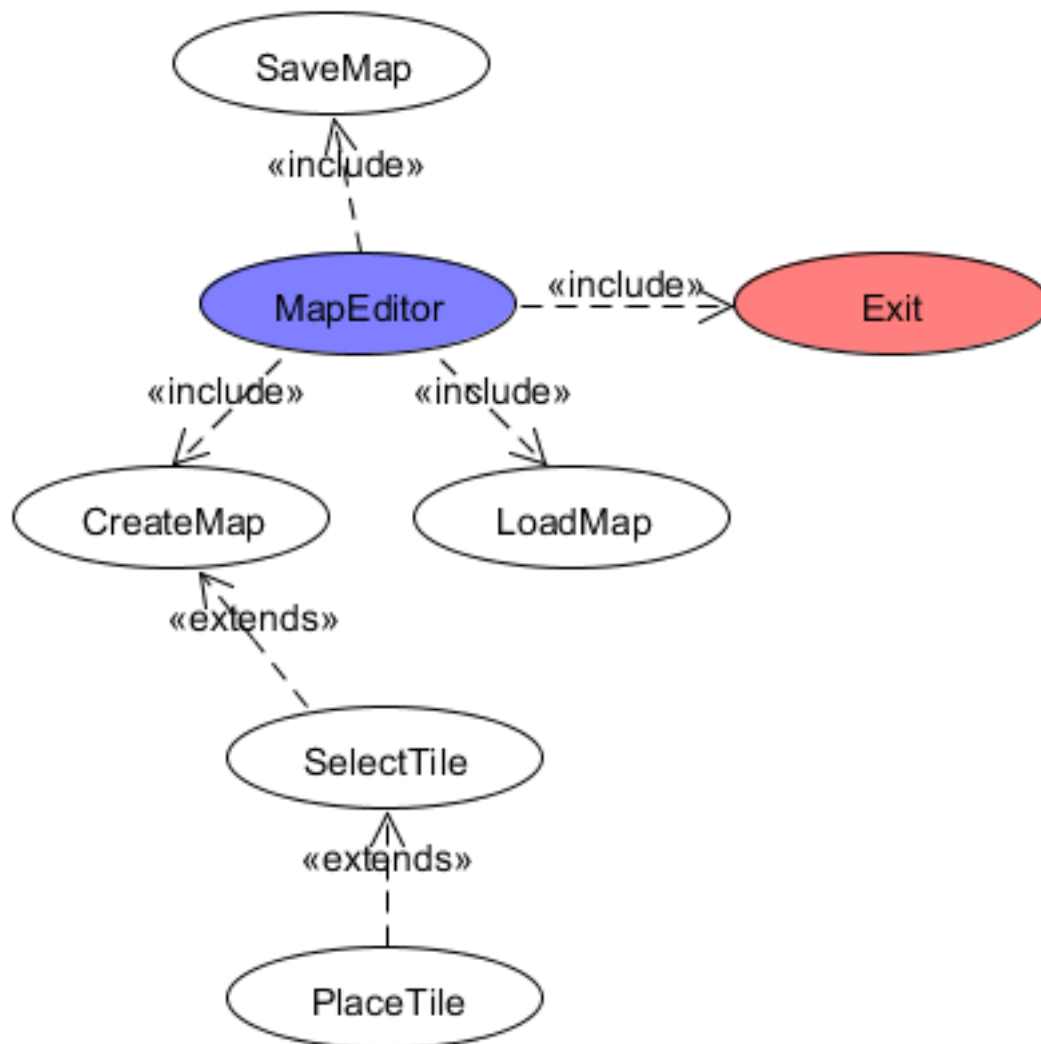 SaveMap
«include»
MapEditor
«include»
Exit
«include»
«include»
CreateMap
LoadMap
«extends»
SelectTile
«extends»
PlaceTile